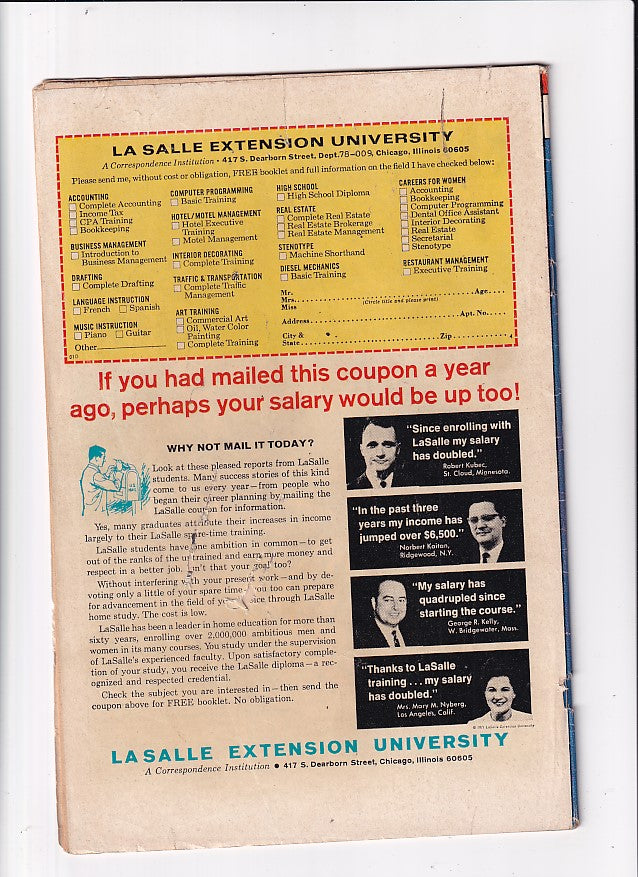 LA SALLE EXTENSION UNIVERSITY
A Correspondence Institution • 417 S. Dearborn Street, Dept. 78-009, Chicago, Illinois 60605
Please send me, without cost or obligation, FREE booklet and full information on the field I have checked below:
ACCOUNTING
Complete Accounting
Income Tax
CPA Training
Bookkeeping
BUSINESS MANAGEMENT
Introduction to
Business Management
DRAFTING
Complete Drafting
LANGUAGE INSTRUCTION
French Spanish
MUSIC INSTRUCTION
Piano Guitar
Other
610
COMPUTER PROGRAMMING
Basic Training
HOTEL/MOTEL MANAGEMENT
Hotel Executive
Training
Motel Management
INTERIOR DECORATING
Complete Training
TRAFFIC & TRANSPORTATION
Complete Traffic
Management
ART TRAINING
Commercial Art
Oil, Water Color
Painting
Complete Training
HIGH SCHOOL
High School Diploma
REAL ESTATE
Complete Real Estate
Real Estate Brokerage
Real Estate Management
STENOTYPE
Machine Shorthand
DIESEL MECHANICS
Basic Training
CAREERS FOR WOMEN
Accounting
Bookkeeping
Computer Programming
Dental Office Assistant
Interior Decorating
Real Estate
Secretarial
Stenotype
RESTAURANT MANAGEMENT
Executive Training
Mr.
Mrs. Age
Miss (Circle title and please print)
Address Apt. No.
City &
State Zip
If you had mailed this coupon a year
ago, perhaps your salary would be up too!
WHY NOT MAIL IT TODAY?
Look at these pleased reports from LaSalle
students. Many success stories of this kind
come to us every year—from people who
began their career planning by mailing the
LaSalle coupon for information.
Yes, many graduates attribute their increases in income
largely to their LaSalle spare-time training.
LaSalle students have one ambition in common—to get
out of the ranks of the untrained and earn more money and
respect in a better job. Isn't that your goal too?
Without interfering with your present work—and by de-
voting only a little of your spare time you too can prepare
for advancement in the field of your choice through LaSalle
home study. The cost is low.
LaSalle has been a leader in home education for more than
sixty years, enrolling over 2,000,000 ambitious men and
women in its many courses. You study under the supervision
of LaSalle's experienced faculty. Upon satisfactory comple-
tion of your study, you receive the LaSalle diploma—a rec-
ognized and respected credential.
Check the subject you are interested in—then send the
coupon above for FREE booklet. No obligation.
"Since enrolling with
LaSalle my salary
has doubled."
Robert Kubec,
St. Cloud, Minnesota.
"In the past three
years my income has
jumped over $6,500."
Norbert Kaitan,
Ridgewood, N.Y.
"My salary has
quadrupled since
starting the course."
George R. Kelly,
W. Bridgewater, Mass.
"Thanks to LaSalle
training . . . my salary
has doubled."
Mrs. Mary M. Nyberg,
Los Angeles, Calif.
© 1971 LaSalle Extension University
LA SALLE EXTENSION UNIVERSITY
A Correspondence Institution • 417 S. Dearborn Street, Chicago, Illinois 60605